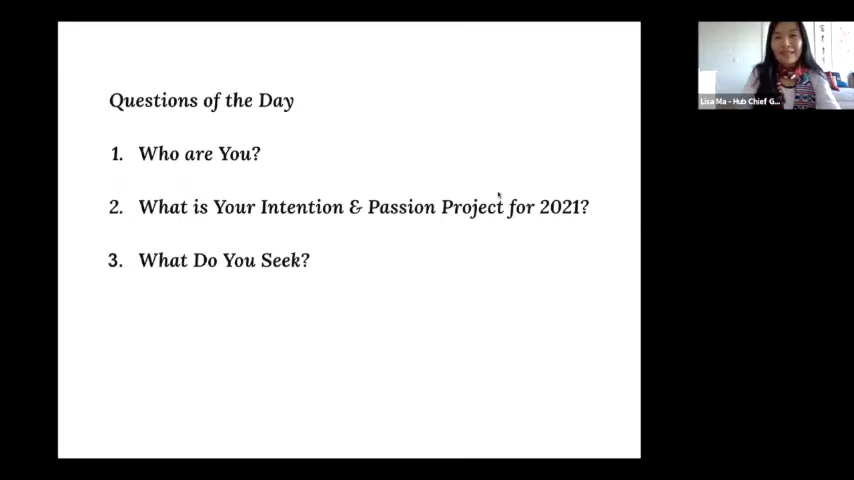 Questions of the Day
1. Who are You?
2. What is Your Intention & Passion Project for 2021?
3. What Do You Seek?
Lisa Ma - Hub Chief G...